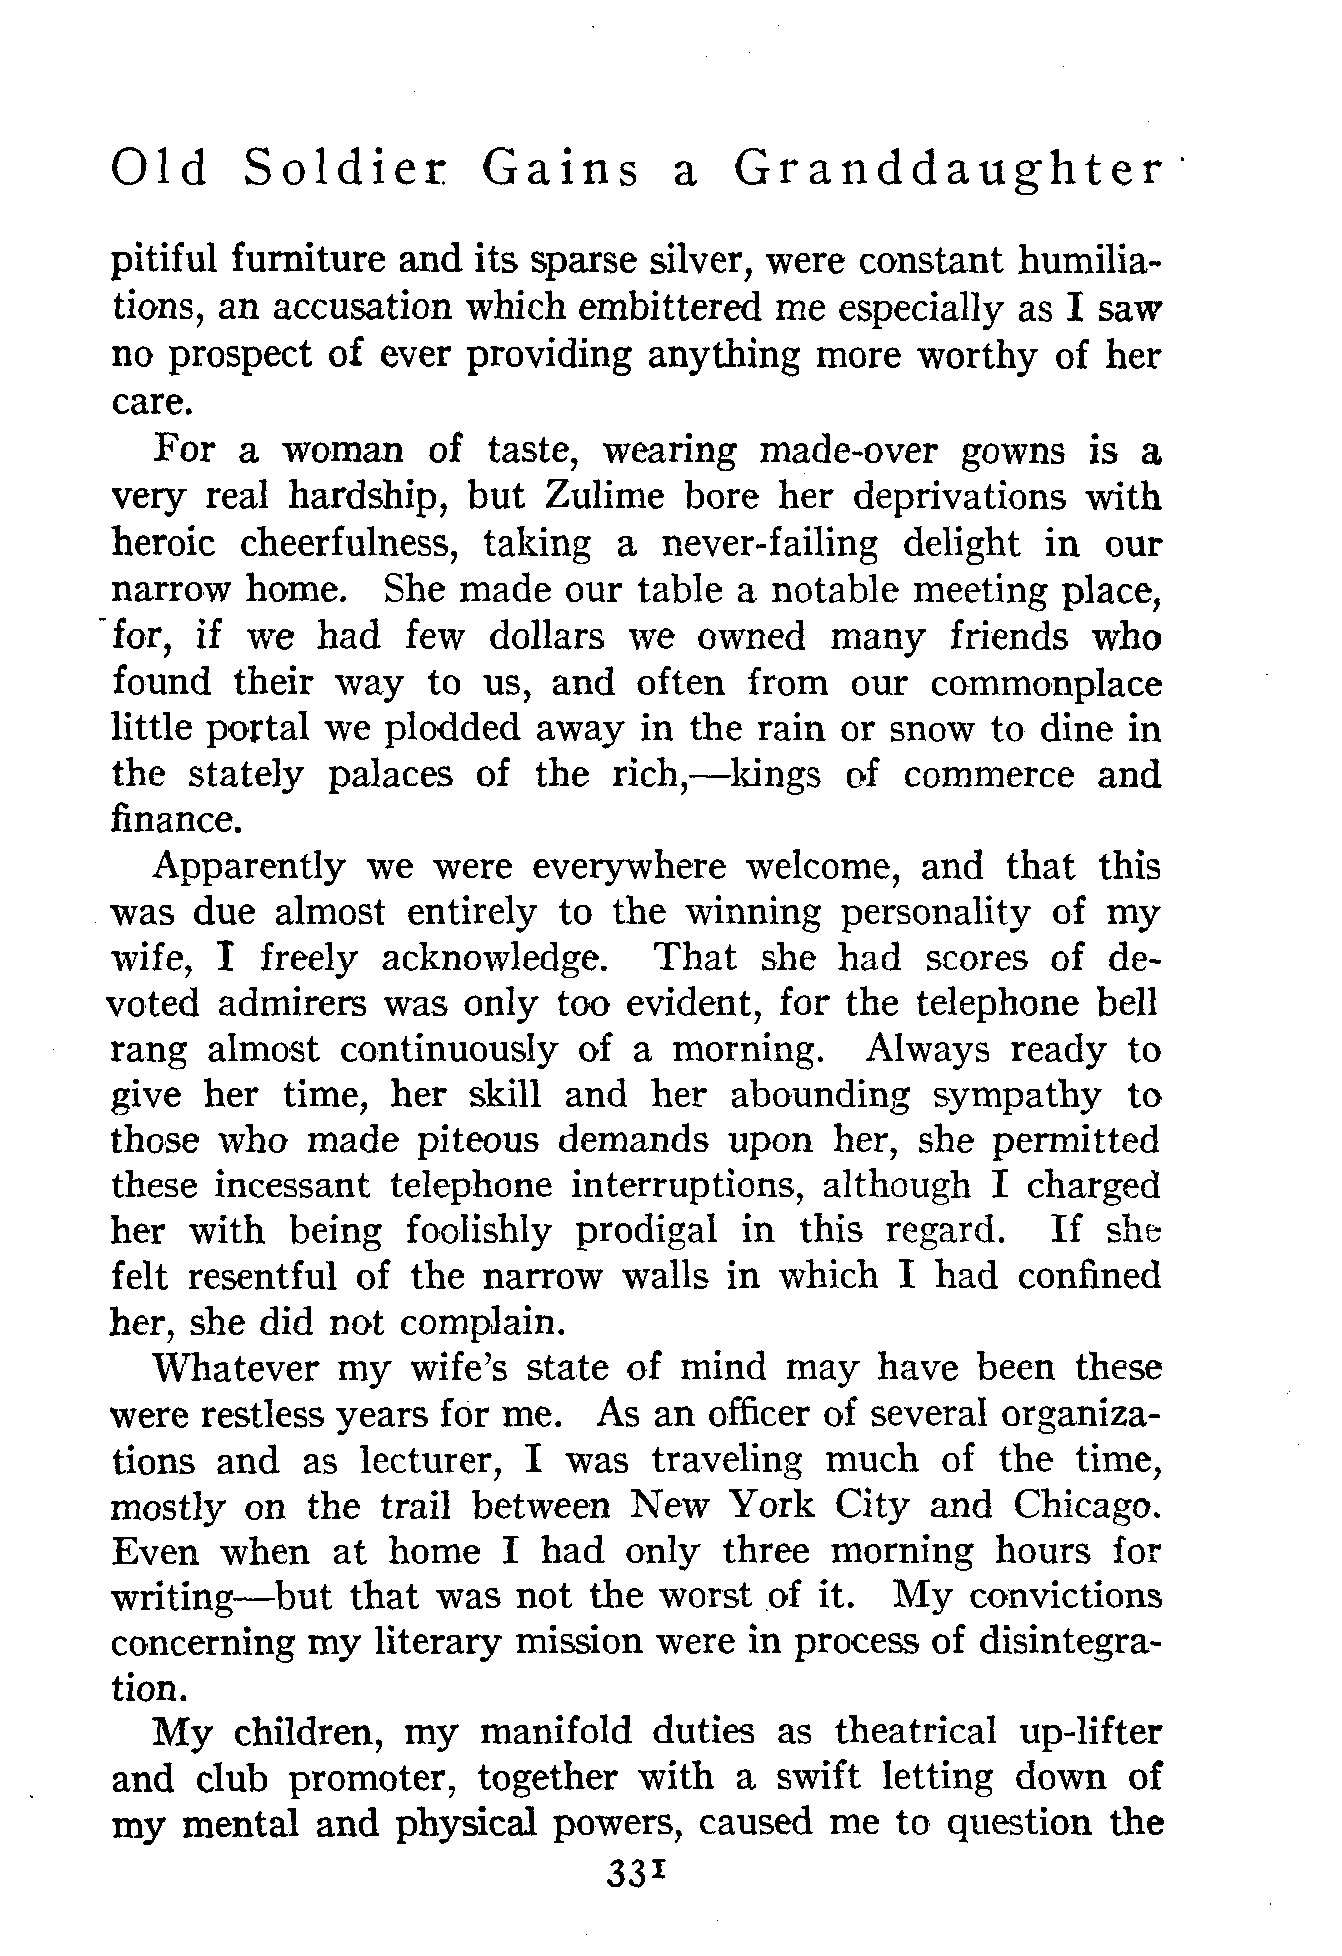 Old Soldier Gains a Granddaughter
pitiful furniture and its sparse silver, were constant humilia-
tions, an accusation which embittered me especially as I saw
no prospect of ever providing anything more worthy of her
care.
For a woman of taste, wearing made-over gowns is a
very real hardship, but Zulime bore her deprivations with
heroic cheerfulness, taking a never-failing delight in our
narrow home. She made our table a notable meeting place,
for, if we had few dollars we owned many friends who
found their way to us, and often from our commonplace
little portal we plodded away in the rain or snow to dine in
the stately palaces of the rich,—kings of commerce and
finance.
Apparently we were everywhere welcome, and that this
was due almost entirely to the winning personality of my
wife, I freely acknowledge. That she had scores of de-
voted admirers was only too evident, for the telephone bell
rang almost continuously of a morning. Always ready to
give her time, her skill and her abounding sympathy to
those who made piteous demands upon her, she permitted
these incessant telephone interruptions, although I charged
her with being foolishly prodigal in this regard. If she
felt resentful of the narrow walls in which I had confined
her, she did not complain.
Whatever my wife's state of mind may have been these
were restless years for me. As an officer of several organiza-
tions and as lecturer, I was traveling much of the time,
mostly on the trail between New York City and Chicago.
Even when at home I had only three morning hours for
writing—but that was not the worst of it. My convictions
concerning my literary mission were in process of disintegra-
tion.
My children, my manifold duties as theatrical up-lifter
and club promoter, together with a swift letting down of
my mental and physical powers, caused me to question the
331